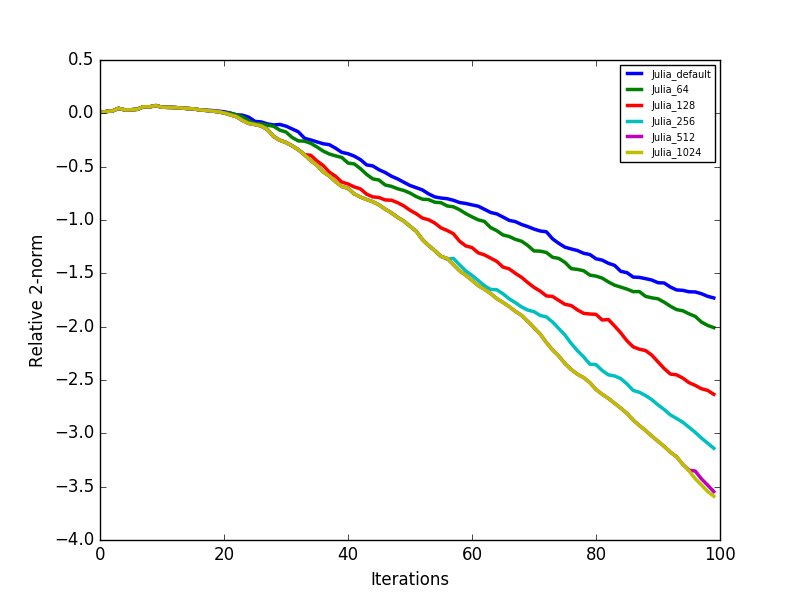 0.5
0.0
−0.5
−1.0
−1.5
−2.0
−2.5
−3.0
−3.5
−4.0
Relative 2-norm
Julia_default
Julia_64
Julia_128
Julia_256
Julia_512
Julia_1024
0 20 40 60 80 100
Iterations